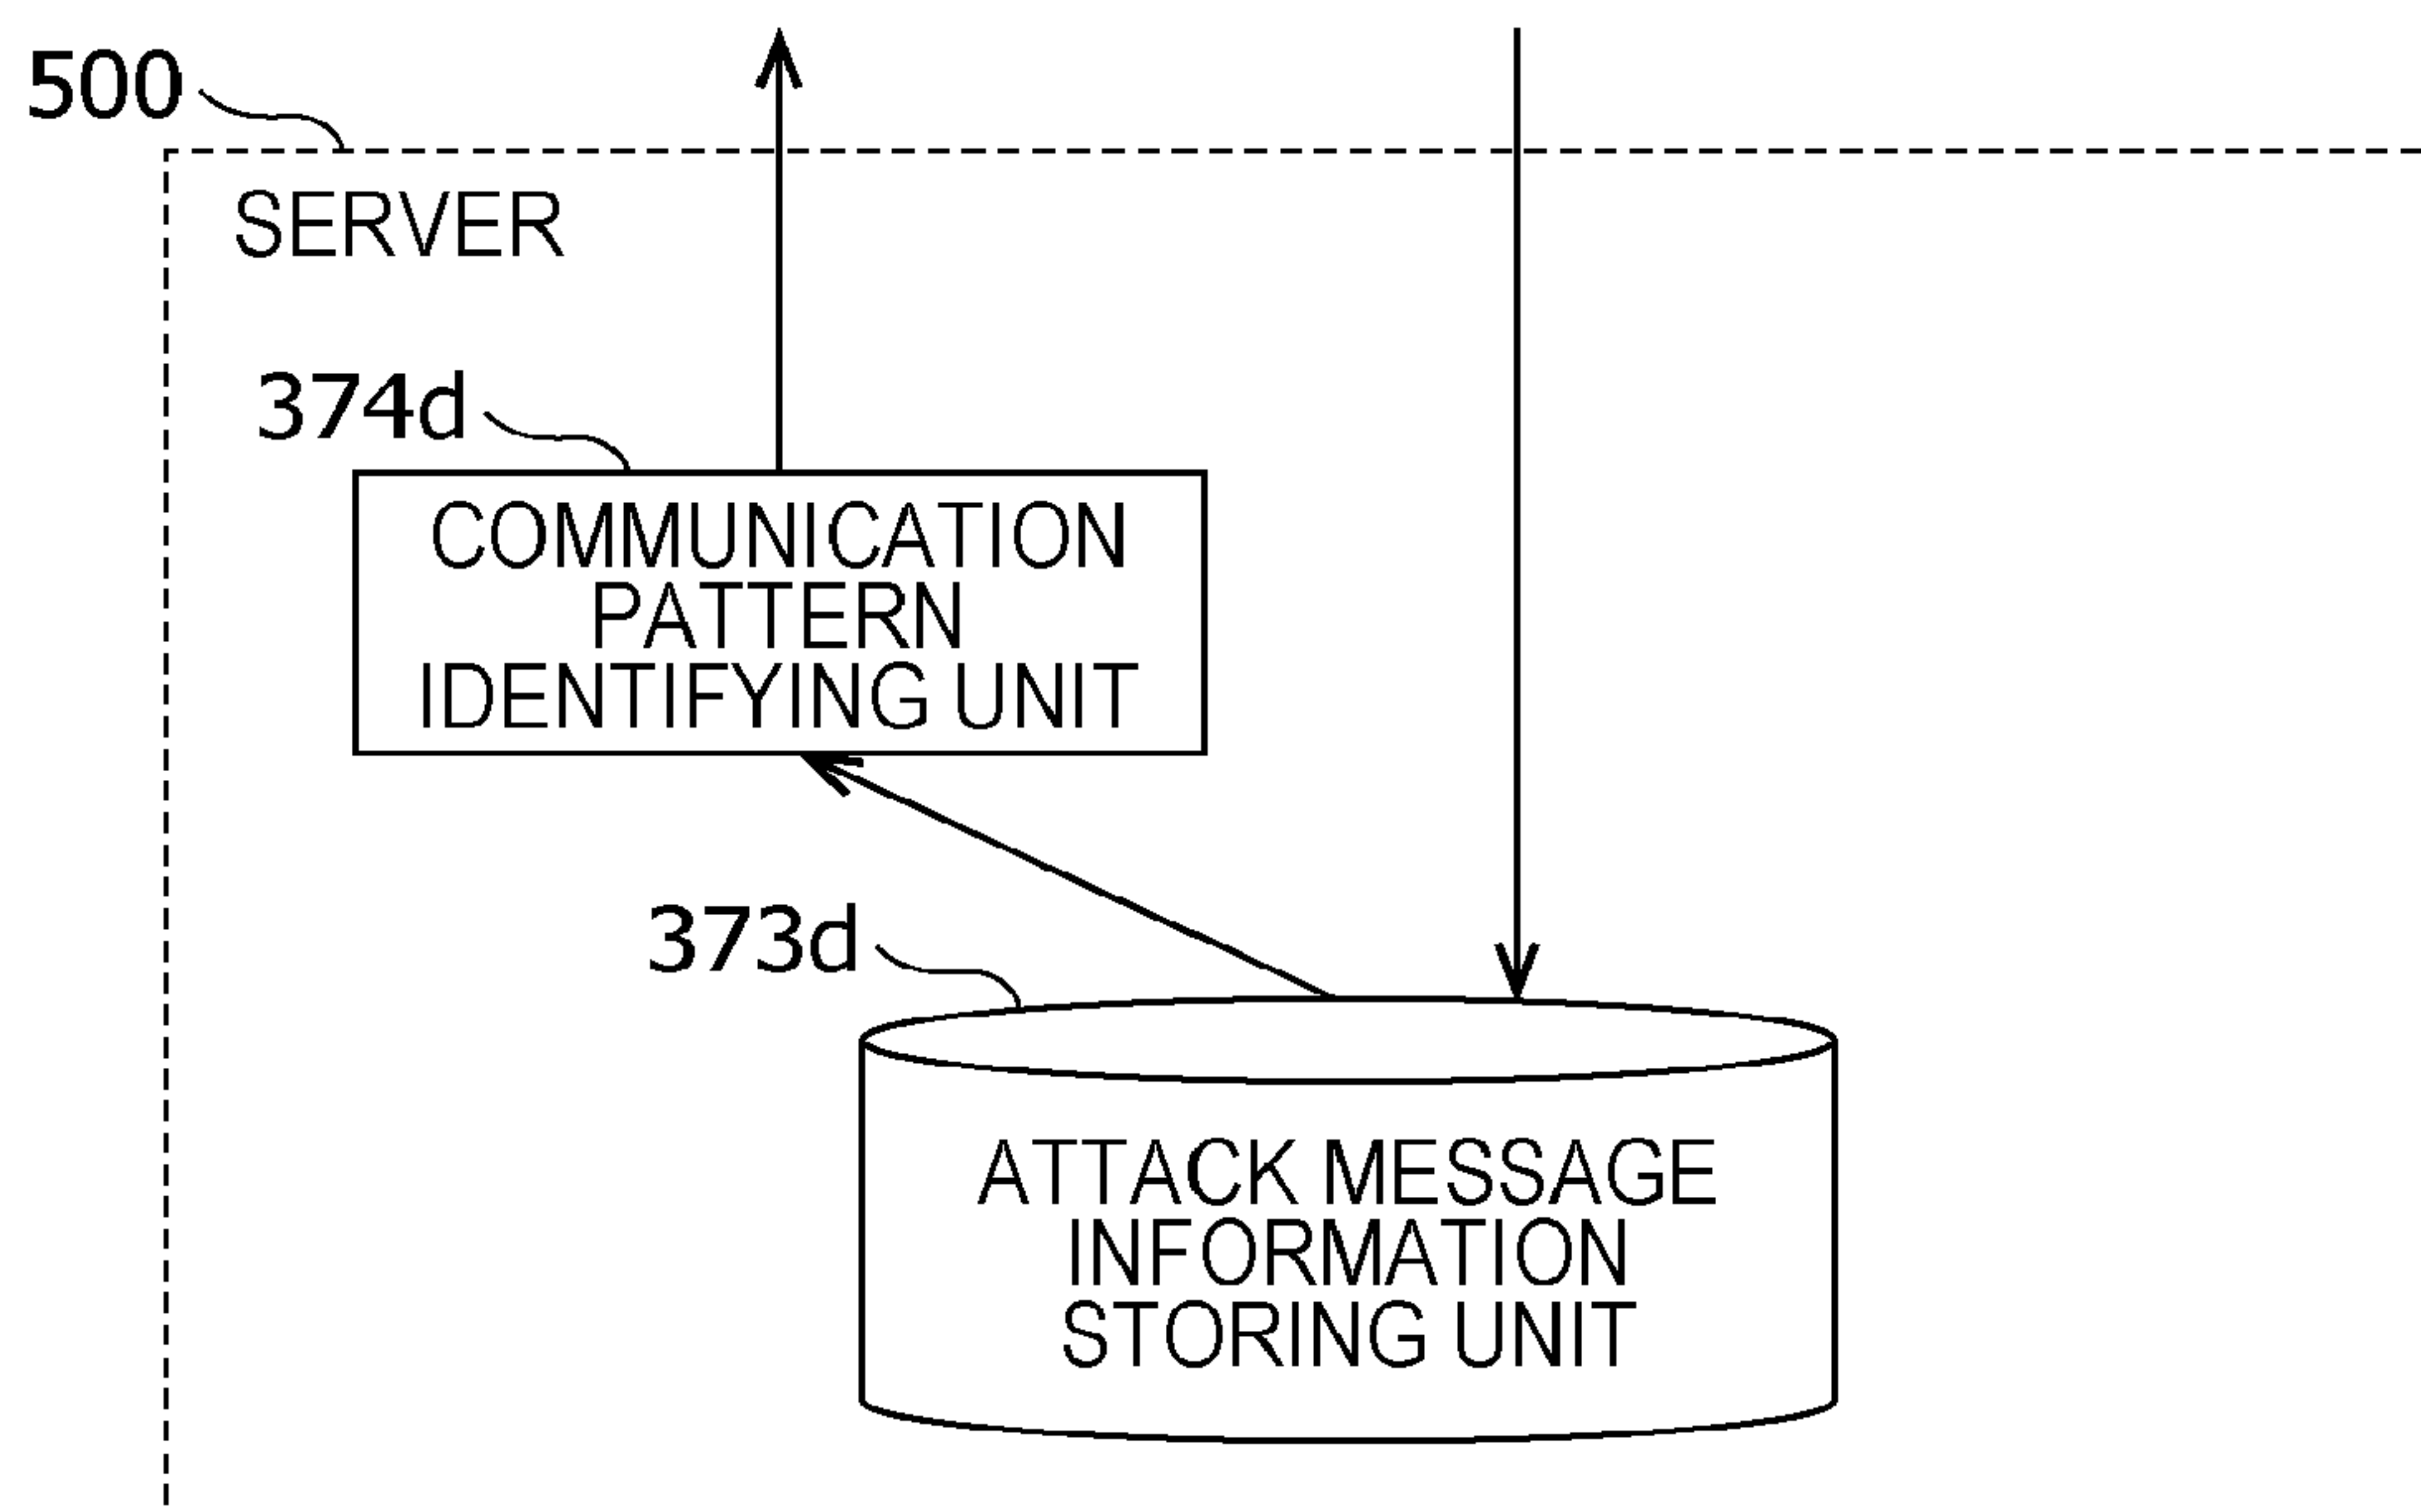 500
SERVER
374d
COMMUNICATION
PATTERN
IDENTIFYING UNIT
373d
ATTACK MESSAGE
INFORMATION
STORING UNIT